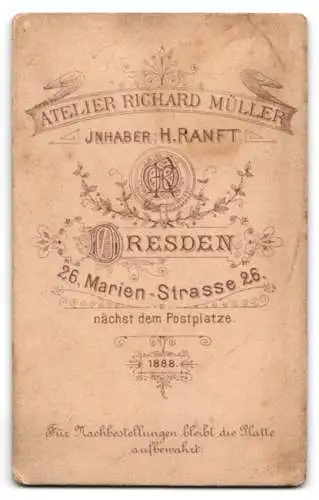 ATELIER RICHARD MÜLLER
JNHABER: H. RANFT
HR
DRESDEN
26, Marien-Strasse 26.
nächst dem Postplatze.
1888.
Für Nachbestellungen bleibt die Platte
aufbewahrt.